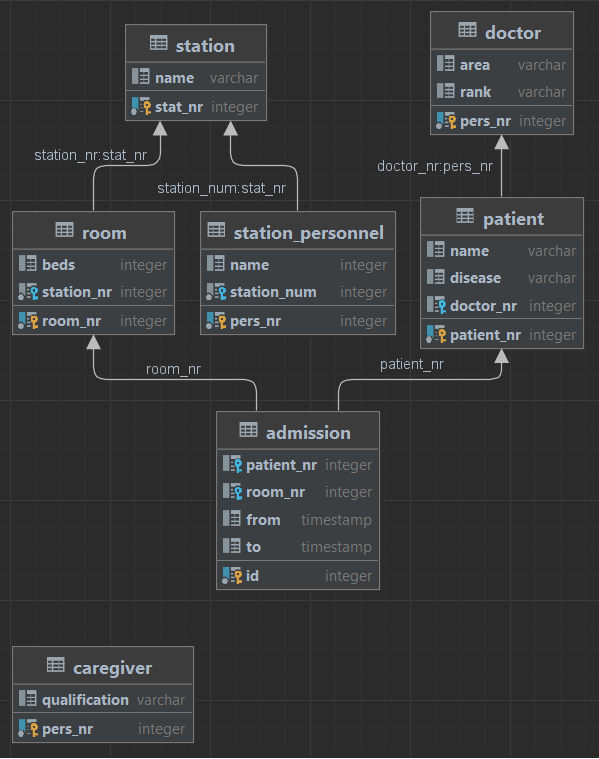 station
name varchar
stat_nr integer
doctor
area varchar
rank varchar
pers_nr integer
station_nr:stat_nr
station_num:stat_nr
doctor_nr:pers_nr
room
beds integer
station_nr integer
room_nr integer
station_personnel
name integer
station_num integer
pers_nr integer
patient
name varchar
disease varchar
doctor_nr integer
patient_nr integer
room_nr
patient_nr
admission
patient_nr integer
room_nr integer
from timestamp
to timestamp
id integer
caregiver
qualification varchar
pers_nr integer